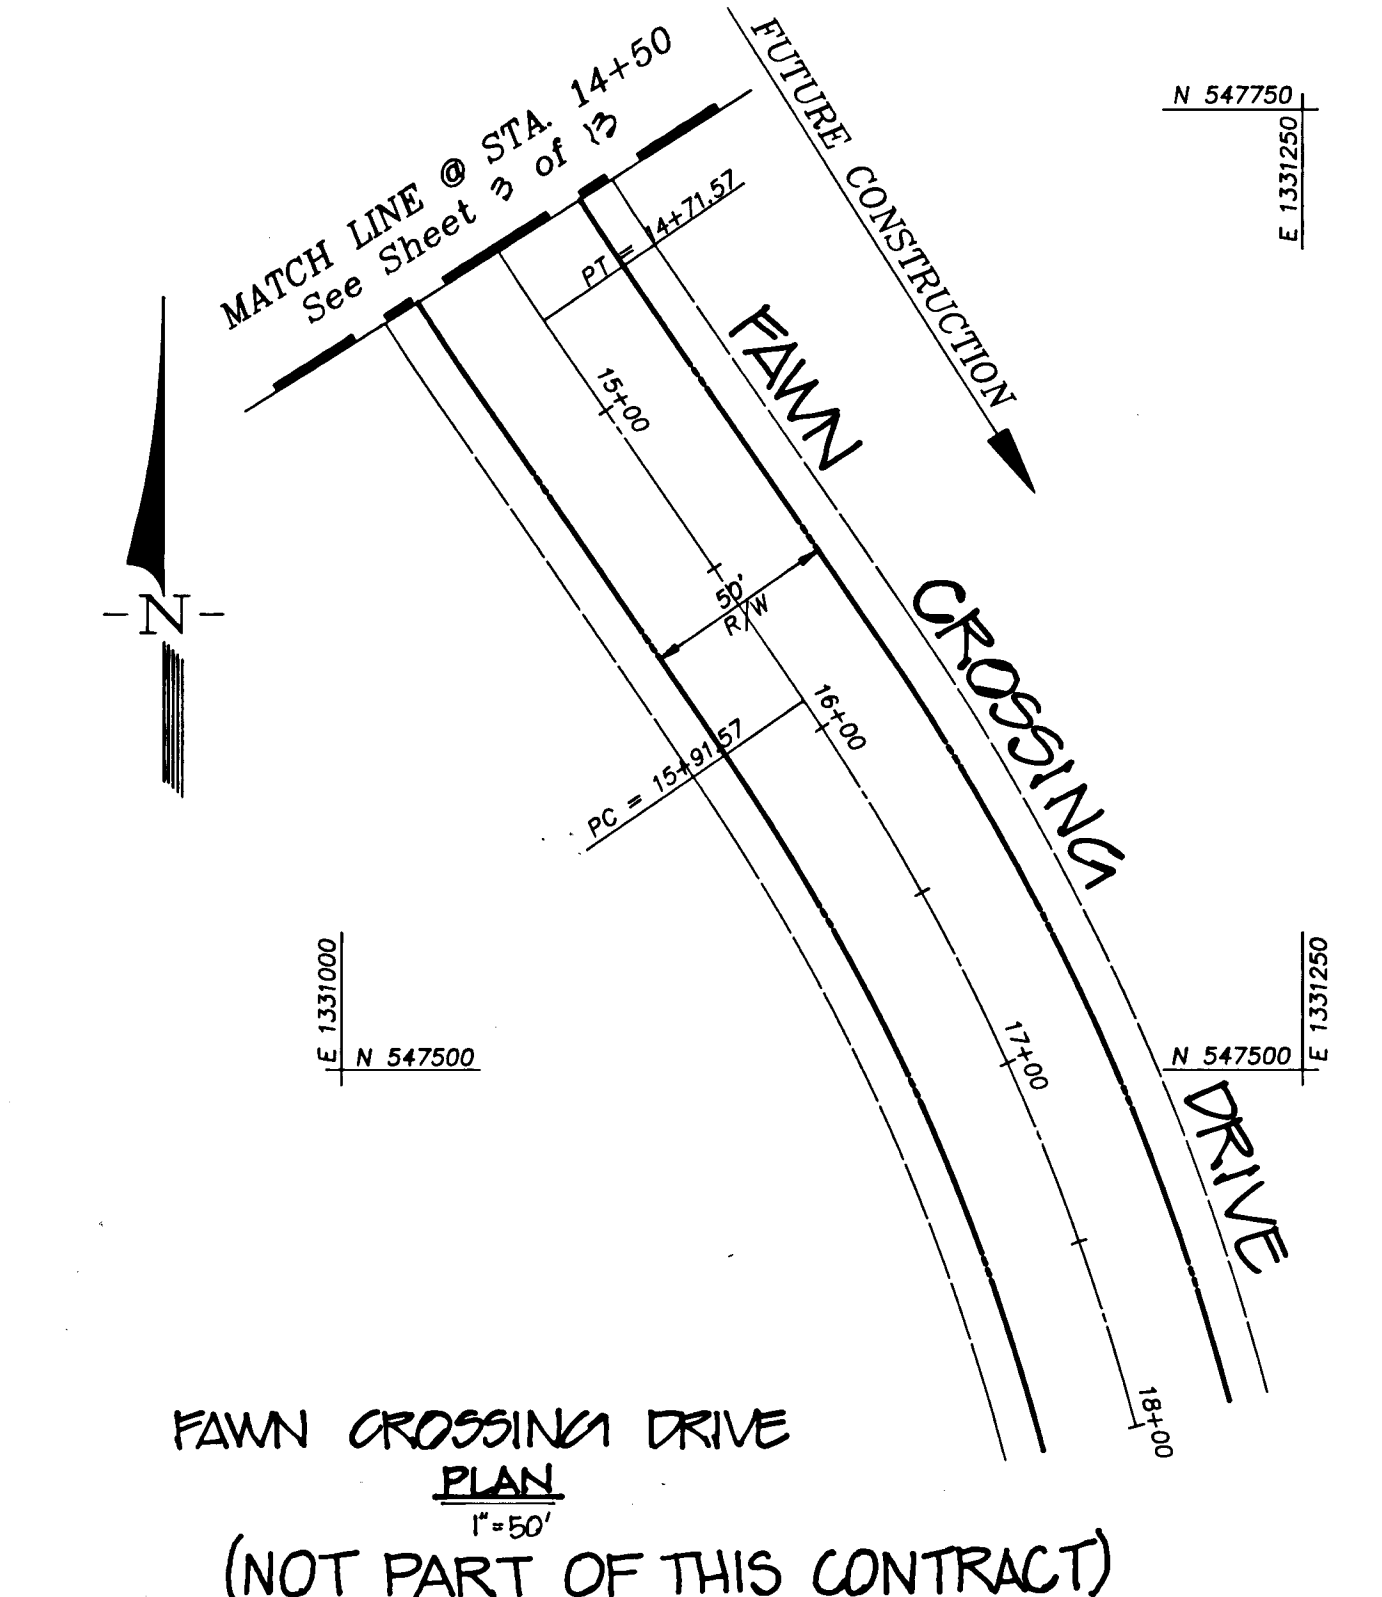 MATCH LINE @ STA. 14+50
See Sheet 3 of 13
FUTURE CONSTRUCTION
N 547750
E 1331250
PT = 14+71.57
FAWN
15+00
50'
R/W
-N-
CROSSING
16+00
PC = 15+91.57
E 1331000
N 547500
17+00
N 547500
E 1331250
DRIVE
18+00
FAWN CROSSING DRIVE
PLAN
1"=50'
(NOT PART OF THIS CONTRACT)